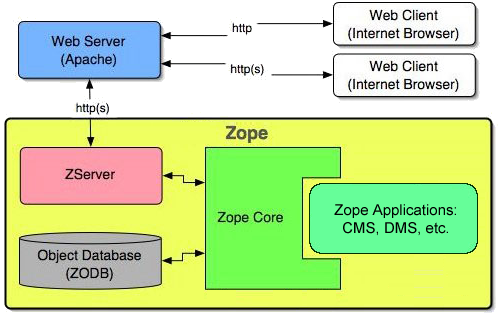 Web Server
(Apache)
http
Web Client
(Internet Browser)
http(s)
Web Client
(Internet Browser)
http(s)
Zope
ZServer
Zope Core
Zope Applications:
CMS, DMS, etc.
Object Database
(ZODB)